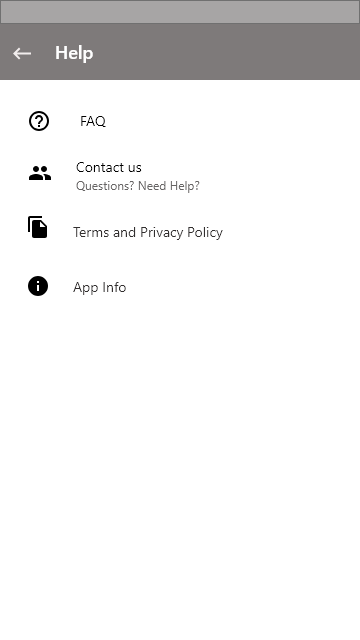 Help
FAQ
Contact us
Questions? Need Help?
Terms and Privacy Policy
App Info